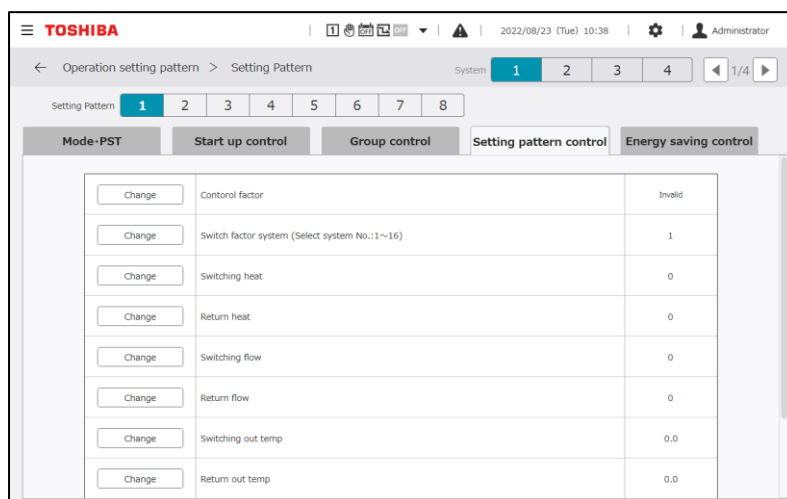 TOSHIBA 1 OFF OFF 2022/08/23 (Tue) 10:38 Administrator
Operation setting pattern > Setting Pattern System 1 2 3 4 1/4
Setting Pattern 1 2 3 4 5 6 7 8
Mode・PST Start up control Group control Setting pattern control Energy saving control
Change Contorol factor Invalid
Change Switch factor system (Select system No.:1～16) 1
Change Switching heat 0
Change Return heat 0
Change Switching flow 0
Change Return flow 0
Change Switching out temp 0.0
Change Return out temp 0.0